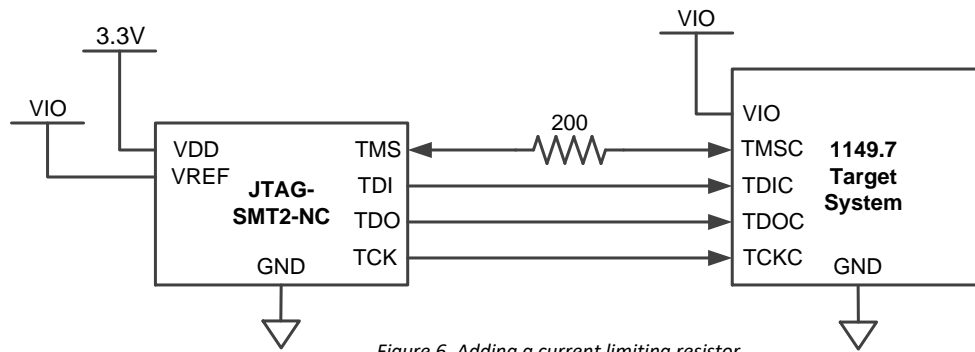 3.3V
VIO
VDD
VREF
JTAG-
SMT2-NC
GND
TMS
TDI
TDO
TCK
200
VIO
VIO
TMSC
TDIC
TDOC
TCKC
1149.7
Target
System
GND
Figure 6. Adding a current limiting resistor